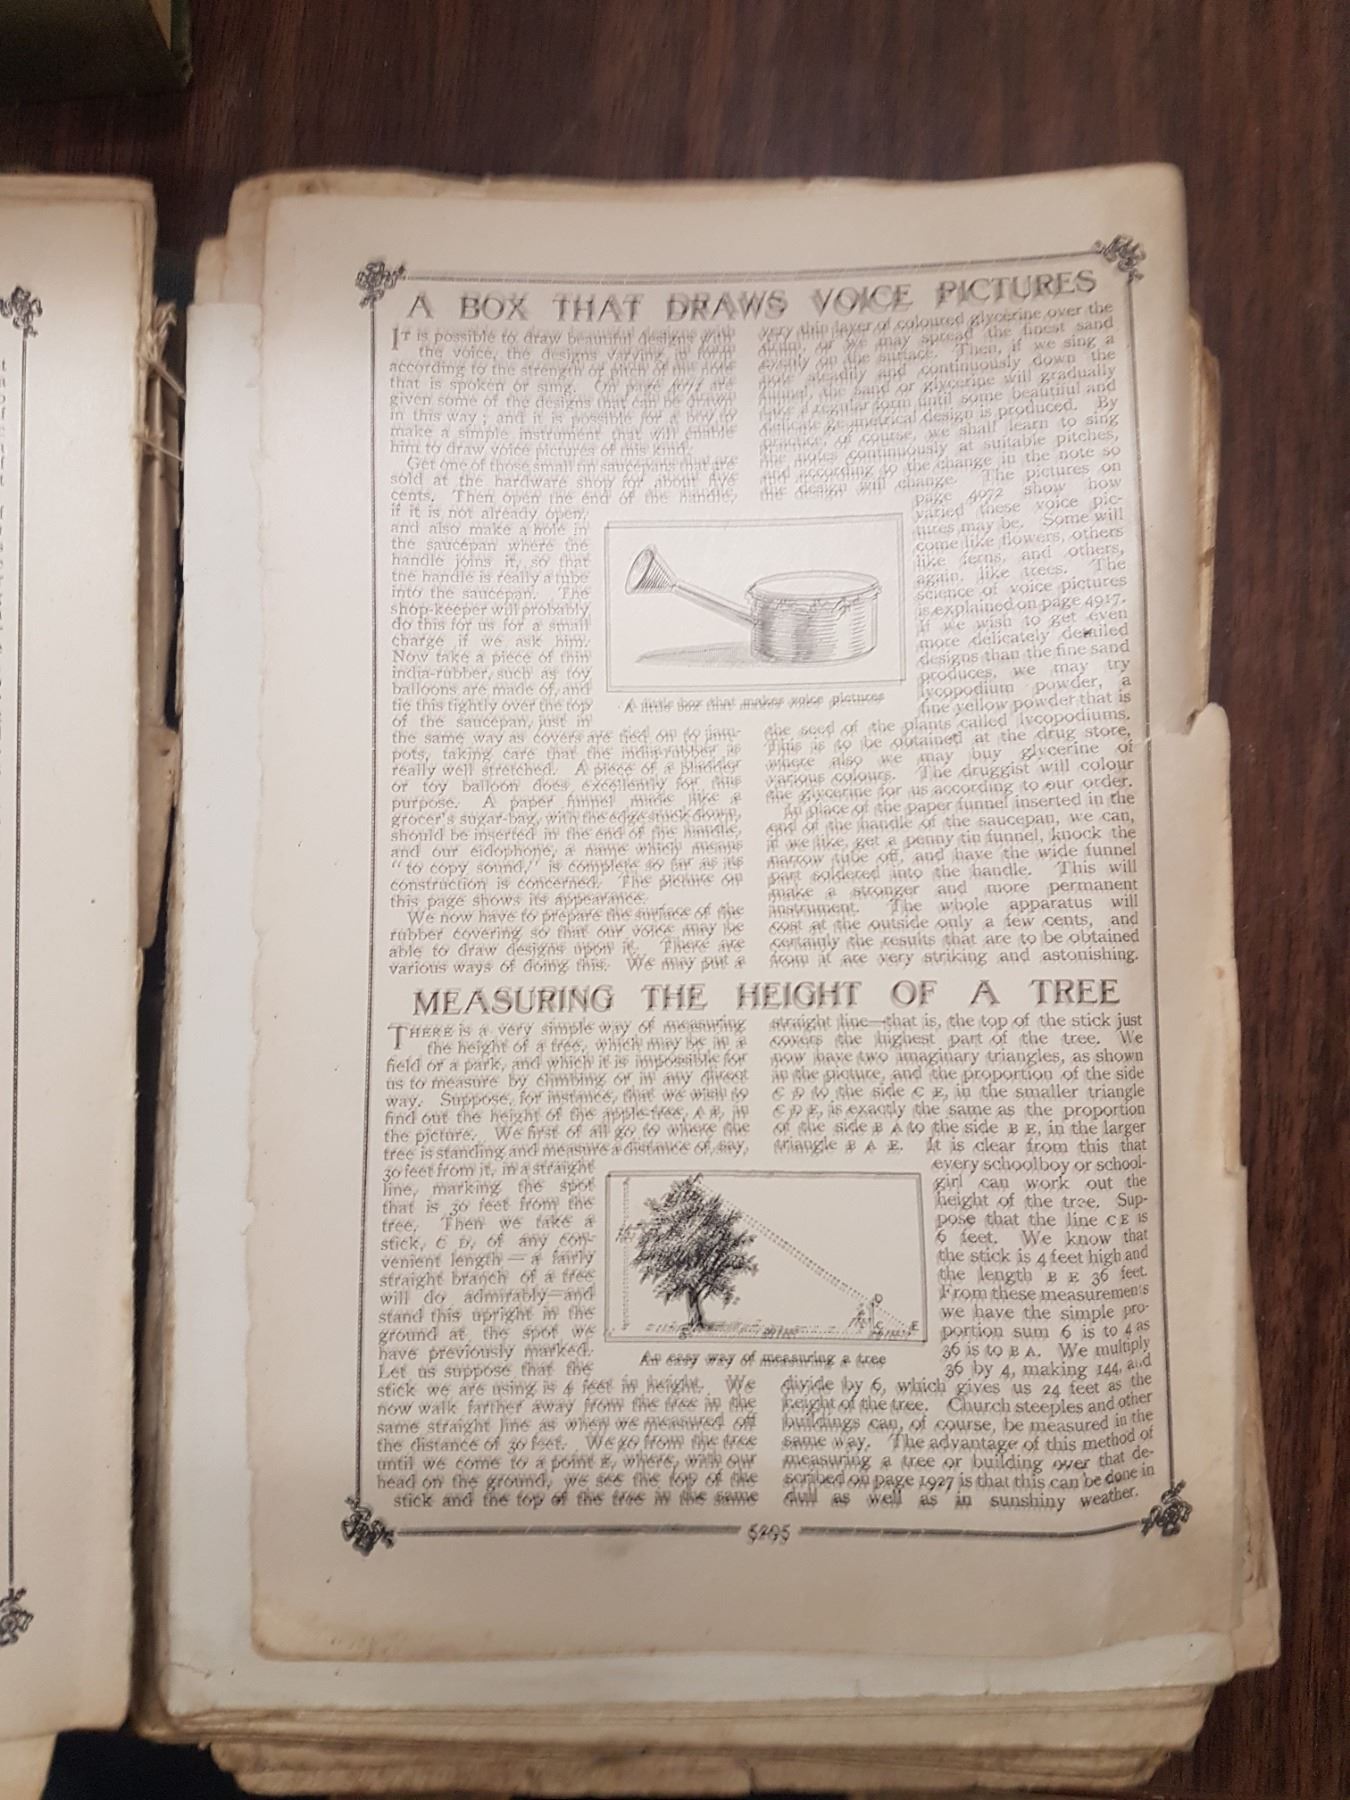 A BOX THAT DRAWS VOICE PICTURES
IT is possible to draw beautiful designs with
the voice, the designs varying in form
according to the strength or pitch of the note
that is spoken or sung. On page are
given some of the designs that can be drawn
in this way; and it is possible for a boy to
make a simple instrument that will enable
him to draw voice pictures of this kind.
Get one of those small tin saucepans that are
sold at the hardware shop for about five
cents. Then open the end of the handle,
if it is not already open,
and also make a hole in
the saucepan where the
handle joins it, so that
the handle is really a tube
into the saucepan. The
shop-keeper will probably
do this for us for a small
charge if we ask him.
Now take a piece of thin
india-rubber, such as toy
balloons are made of, and
tie this tightly over the top
of the saucepan, just in
the same way as covers are tied on to jam-
pots, taking care that the india-rubber is
really well stretched. A piece of a bladder
or toy balloon does excellently for this
purpose. A paper funnel made like a
grocer's sugar-bag, with the edge stuck down,
should be inserted in the end of the handle,
and our eidophone, a name which means
"to copy sound," is complete so far as its
construction is concerned. The picture on
this page shows its appearance.
We now have to prepare the surface of the
rubber covering so that our voice may be
able to draw designs upon it. There are
various ways of doing this. We may put a
very thin layer of coloured glycerine over the
drum, or we may spread the finest sand
evenly on the surface. Then, if we sing a
note steadily and continuously down the
funnel, the sand or glycerine will gradually
take a regular form until some beautiful and
delicate geometrical design is produced. By
practice, of course, we shall learn to sing
the notes continuously at suitable pitches,
and according to the change in the note so
the design will change. The pictures on
page 4972 show how
varied these voice pic-
tures may be. Some will
come like flowers, others
like ferns, and others,
again, like trees. The
science of voice pictures
is explained on page 4917.
If we wish to get even
more delicately detailed
designs than the fine sand
produces, we may try
lycopodium powder, a
fine yellow powder that is
the seed of the plants called lycopodiums.
This is to be obtained at the drug store,
where also we may buy glycerine of
various colours. The druggist will colour
the glycerine for us according to our order.
In place of the paper funnel inserted in the
end of the handle of the saucepan, we can,
if we like, get a penny tin funnel, knock the
narrow tube off, and have the wide funnel
part soldered into the handle. This will
make a stronger and more permanent
instrument. The whole apparatus will
cost at the outside only a few cents, and
certainly the results that are to be obtained
from it are very striking and astonishing.
A little box that makes voice pictures
MEASURING THE HEIGHT OF A TREE
THERE is a very simple way of measuring
the height of a tree, which may be in a
field or a park, and which it is impossible for
us to measure by climbing or in any direct
way. Suppose, for instance, that we wish to
find out the height of the apple-tree, A B, in
the picture. We first of all go to where the
tree is standing and measure a distance of, say,
30 feet from it, in a straight
line, marking the spot
that is 30 feet from the
tree. Then we take a
stick, C D, of any con-
venient length — a fairly
straight branch of a tree
will do admirably—and
stand this upright in the
ground at the spot we
have previously marked.
Let us suppose that the
stick we are using is 4 feet in height. We
now walk farther away from the tree in the
same straight line as when we measured off
the distance of 30 feet. We go from the tree
until we come to a point E, where, with our
head on the ground, we see the top of the
stick and the top of the tree in the same
straight line—that is, the top of the stick just
covers the highest part of the tree. We
now have two imaginary triangles, as shown
in the picture, and the proportion of the side
C D to the side C E, in the smaller triangle
C D E, is exactly the same as the proportion
of the side B A to the side B E, in the larger
triangle B A E. It is clear from this that
every schoolboy or school-
girl can work out the
height of the tree. Sup-
pose that the line C E is
6 feet. We know that
the stick is 4 feet high and
the length B E 36 feet.
From these measurements
we have the simple pro-
portion sum 6 is to 4 as
36 is to B A. We multiply
36 by 4, making 144, and
divide by 6, which gives us 24 feet as the
height of the tree. Church steeples and other
buildings can, of course, be measured in the
same way. The advantage of this method of
measuring a tree or building over that de-
scribed on page 1927 is that this can be done in
dull as well as in sunshiny weather.
D
C
E
An easy way of measuring a tree
5295